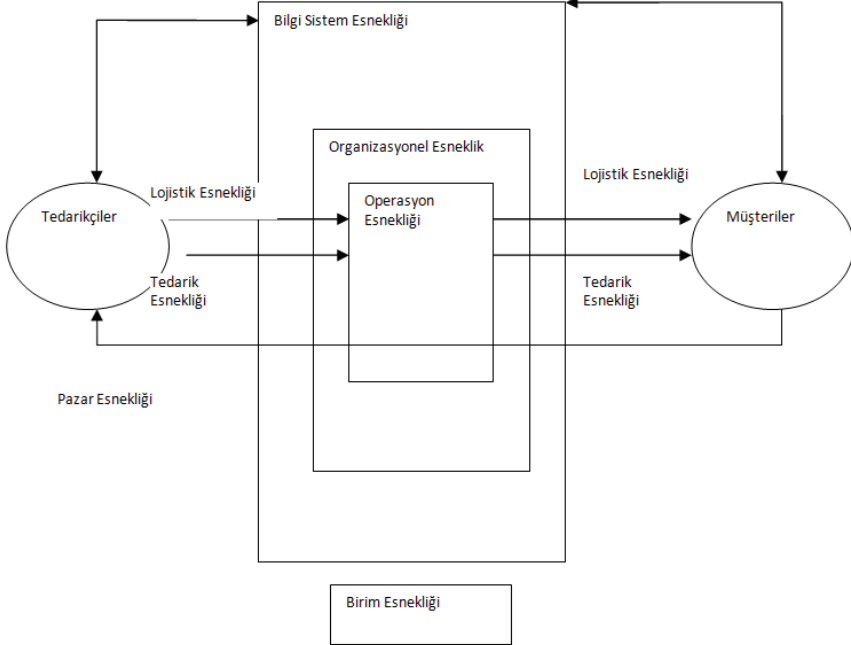 Bilgi Sistem Esnekliği
Organizasyonel Esneklik
Lojistik Esnekliği
Lojistik Esnekliği
Tedarikçiler
Operasyon
Esnekliği
Müşteriler
Tedarik
Esnekliği
Tedarik
Esnekliği
Pazar Esnekliği
Birim Esnekliği